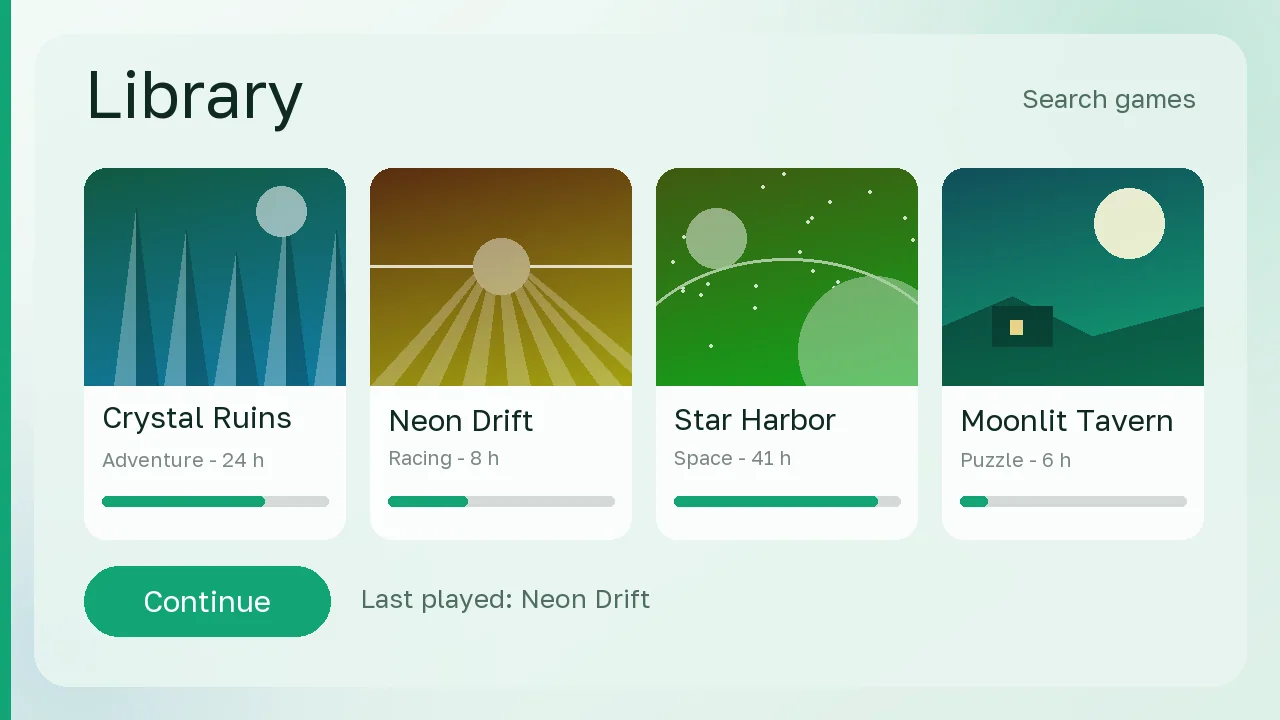 Library
Search games
Crystal Ruins
Adventure - 24 h
Neon Drift
Racing - 8 h
Star Harbor
Space - 41 h
Moonlit Tavern
Puzzle - 6 h
Continue
Last played: Neon Drift